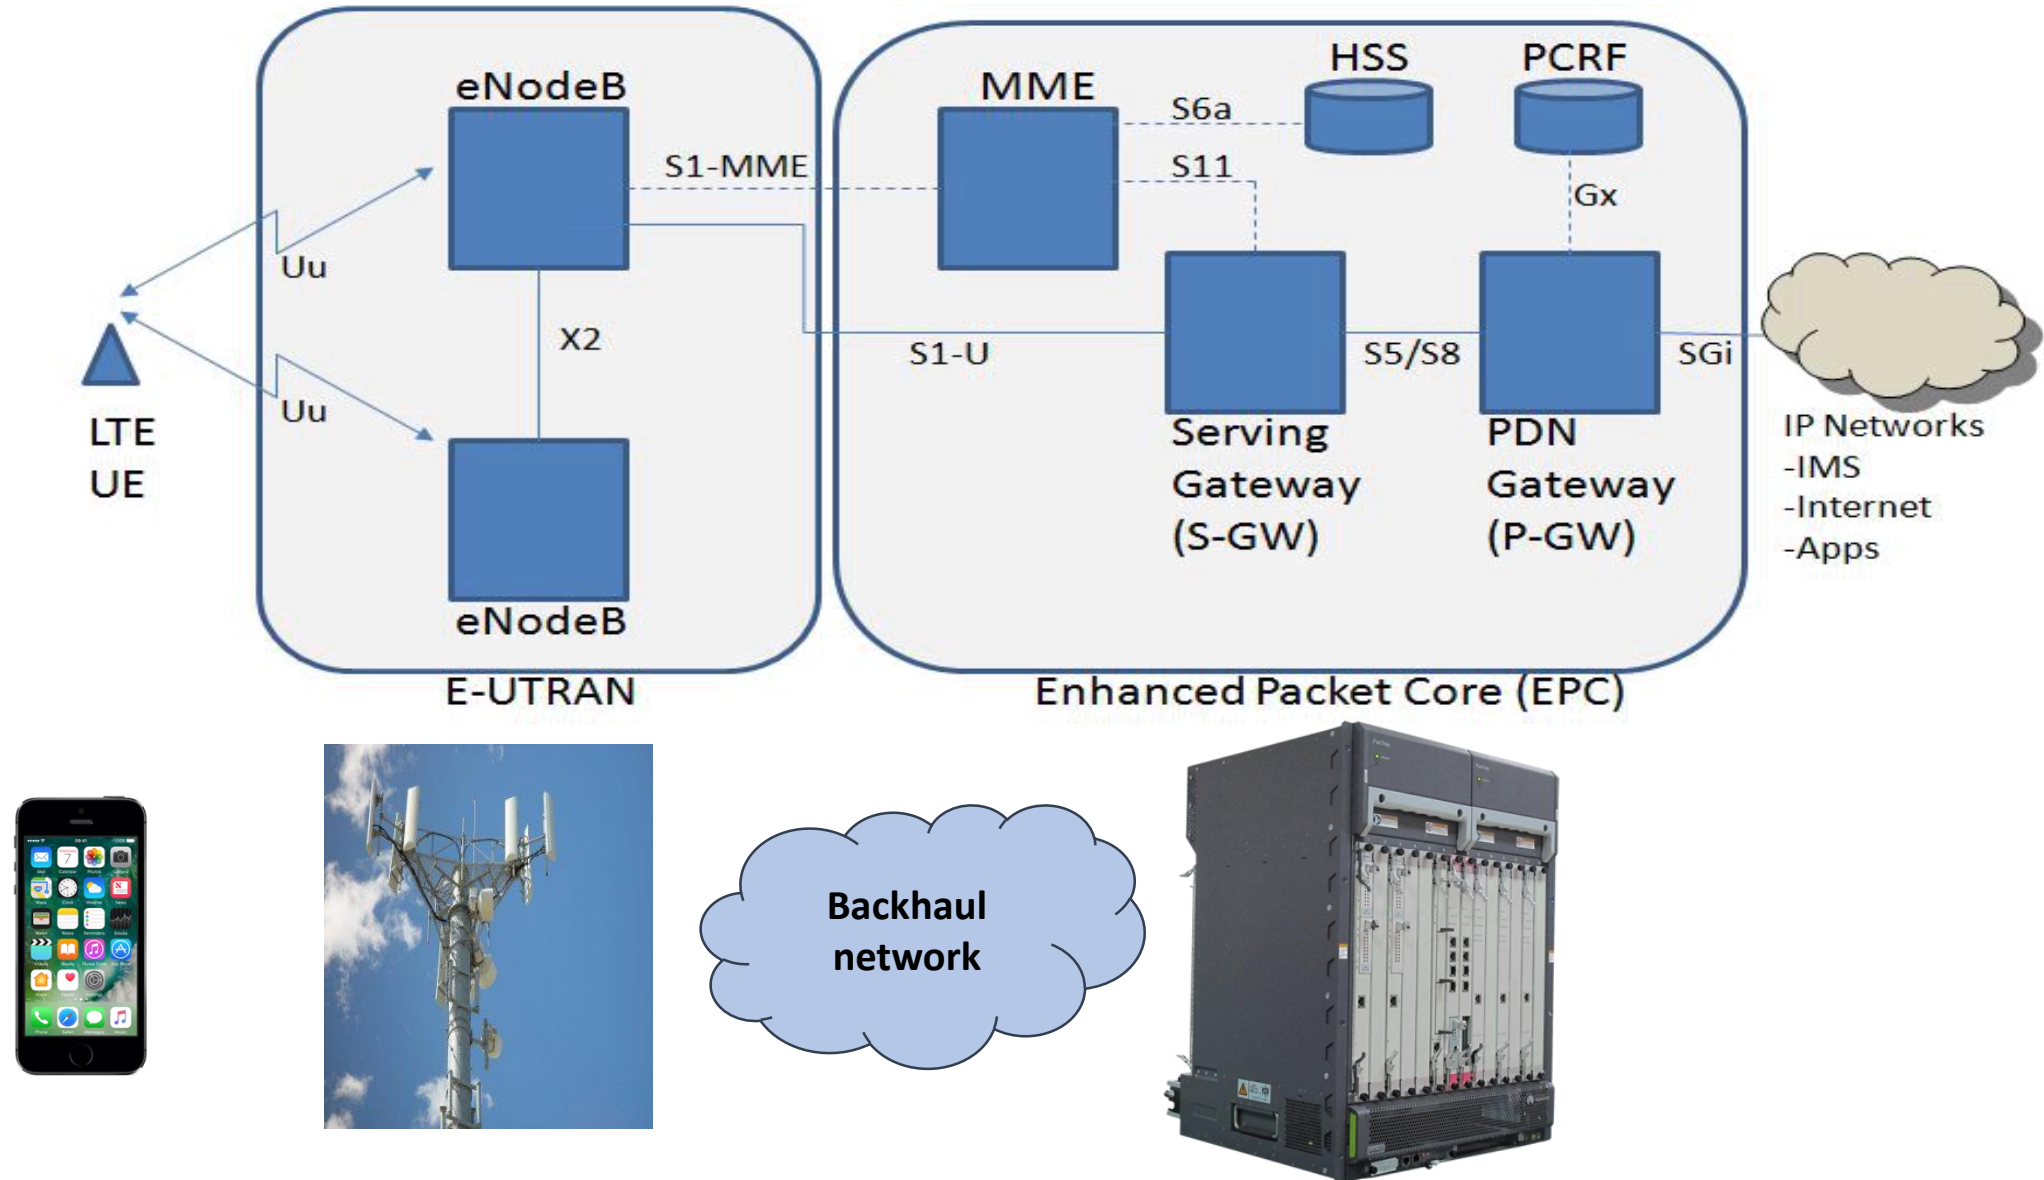 eNodeB
MME
HSS
PCRF
S6a
S1-MME
S11
Gx
Uu
X2
S1-U
S5/S8
SGi
Uu
LTE
UE
Serving
Gateway
(S-GW)
PDN
Gateway
(P-GW)
IP Networks
-IMS
-Internet
-Apps
eNodeB
E-UTRAN
Enhanced Packet Core (EPC)
Backhaul
network